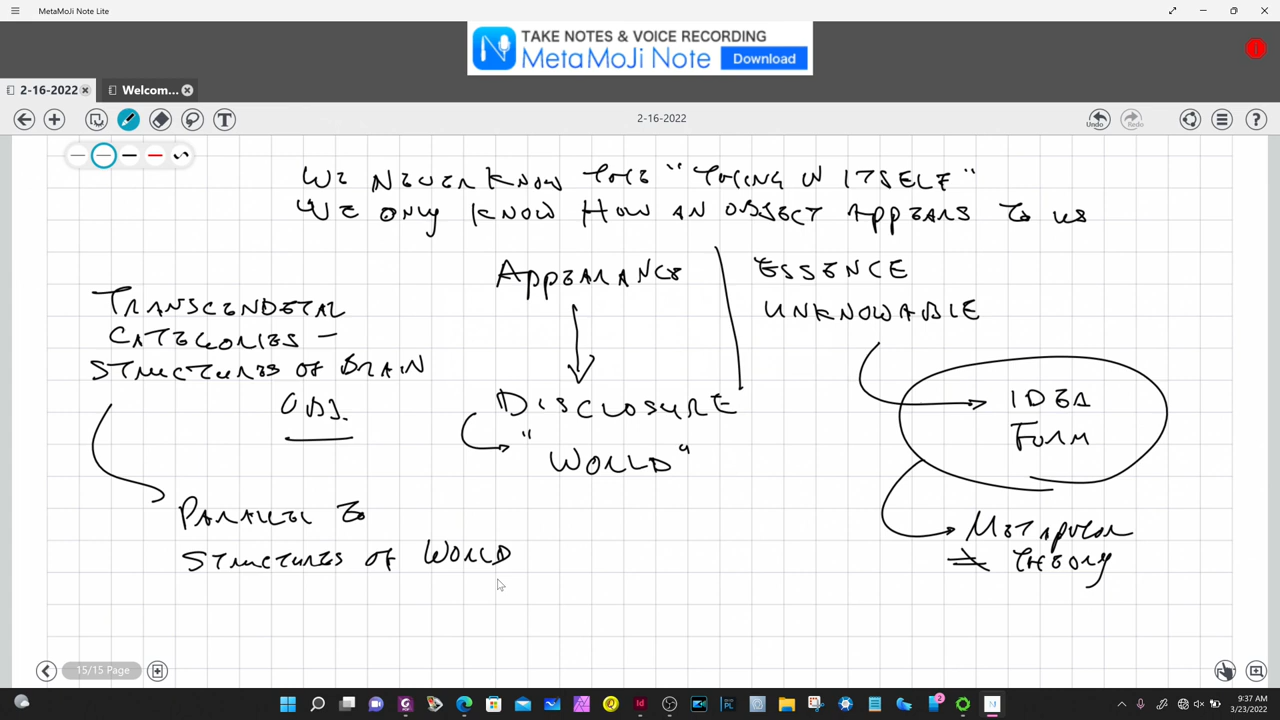 MetaMoJi Note Lite
TAKE NOTES & VOICE RECORDING
MetaMoJi Note
Download
2-16-2022
Welcom...
2-16-2022
Undo
Redo
WE NEVER KNOW THE "THING IN ITSELF"
WE ONLY KNOW HOW AN OBJECT APPEARS TO US
APPEARANCE
ESSENCE
UNKNOWABLE
TRANSCENDETAL
CATEGORIES –
STRUCTURES OF BRAIN
OBJ.
DISCLOSURE
"WORLD"
IDEA
FORM
PARALLEL TO
STRUCTURES OF WORLD
METAPHOR
≠ THEORY
15/15 Page
9:37 AM
3/23/2022